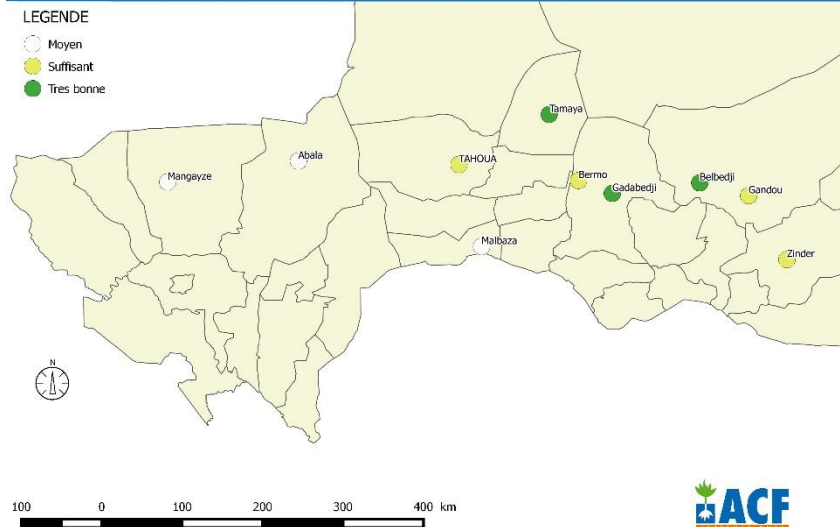 LEGENDE
Moyen
Suffisant
Tres bonne
Tamaya
Abala
TAHOUA
Mangayze
Bermo
Belbedji
Gadabedji
Gandou
Malbaza
Zinder
N
100 0 100 200 300 400 km
ACF